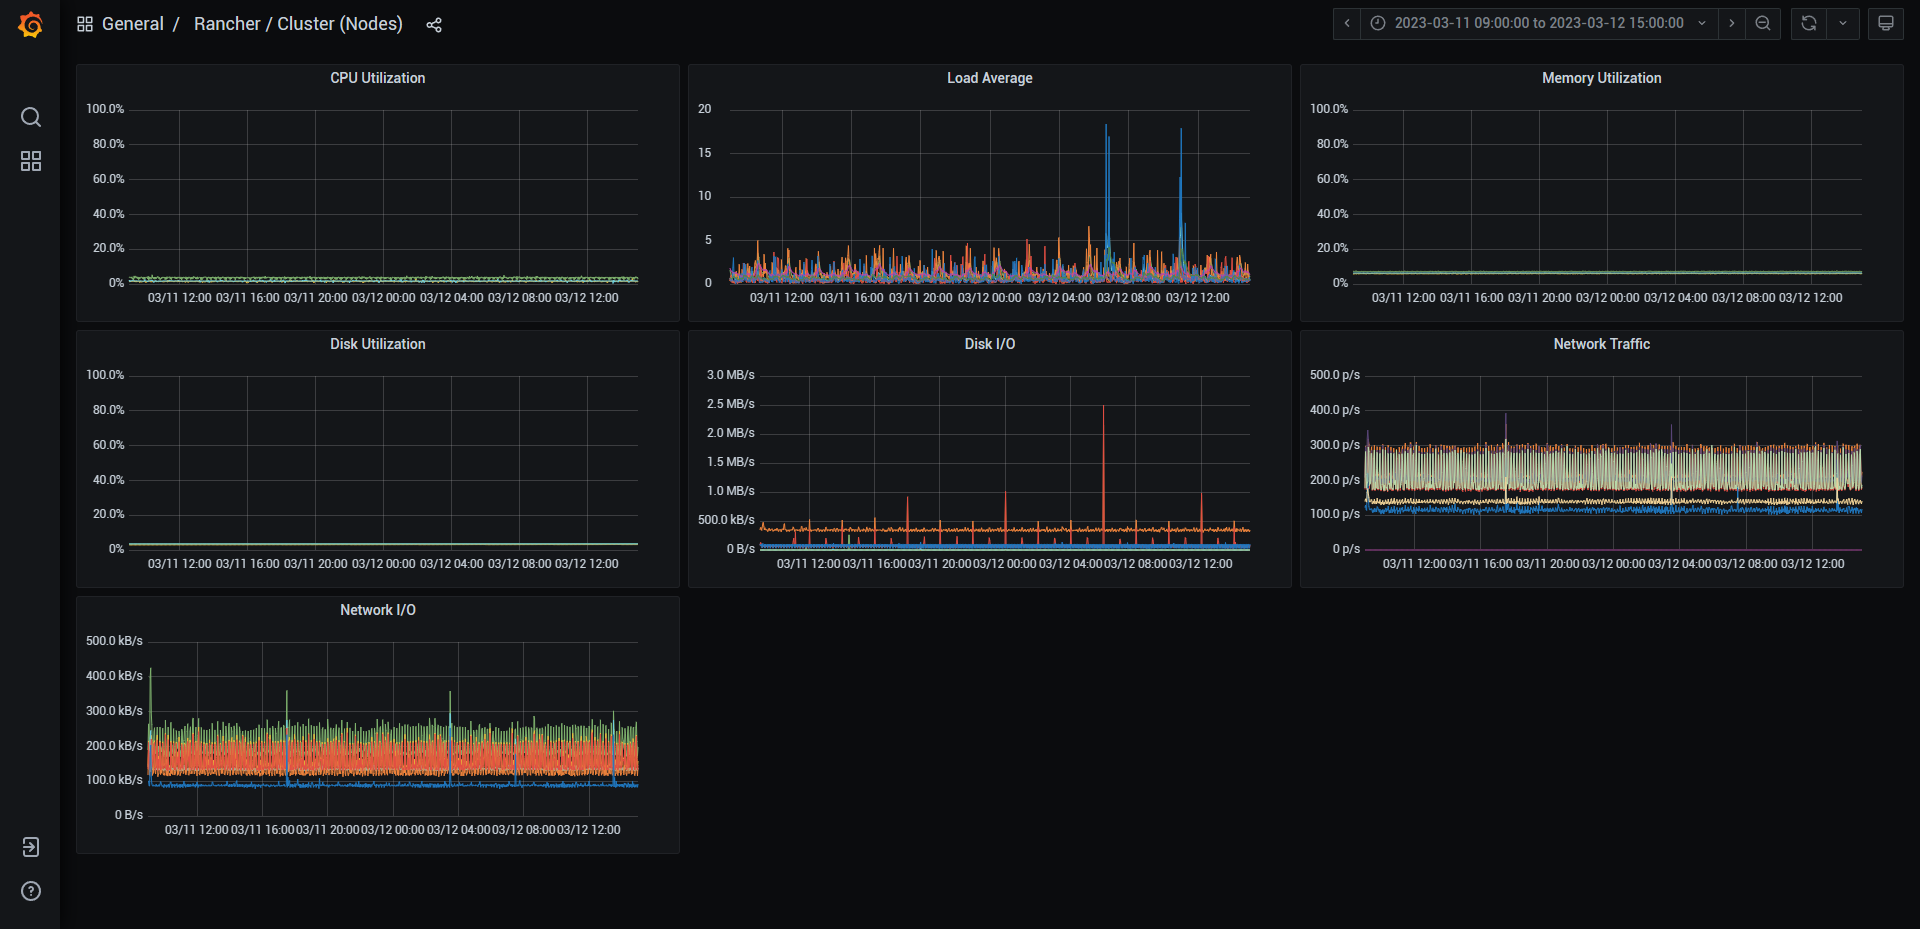 General / Rancher / Cluster (Nodes)
2023-03-11 09:00:00 to 2023-03-12 15:00:00
CPU Utilization
100.0%
80.0%
60.0%
40.0%
20.0%
0%
03/11 12:00 03/11 16:00 03/11 20:00 03/12 00:00 03/12 04:00 03/12 08:00 03/12 12:00
Load Average
20
15
10
5
0
03/11 12:00 03/11 16:00 03/11 20:00 03/12 00:00 03/12 04:00 03/12 08:00 03/12 12:00
Memory Utilization
100.0%
80.0%
60.0%
40.0%
20.0%
0%
03/11 12:00 03/11 16:00 03/11 20:00 03/12 00:00 03/12 04:00 03/12 08:00 03/12 12:00
Disk Utilization
100.0%
80.0%
60.0%
40.0%
20.0%
0%
03/11 12:00 03/11 16:00 03/11 20:00 03/12 00:00 03/12 04:00 03/12 08:00 03/12 12:00
Disk I/O
3.0 MB/s
2.5 MB/s
2.0 MB/s
1.5 MB/s
1.0 MB/s
500.0 kB/s
0 B/s
03/11 12:00 03/11 16:00 03/11 20:00 03/12 00:00 03/12 04:00 03/12 08:00 03/12 12:00
Network Traffic
500.0 p/s
400.0 p/s
300.0 p/s
200.0 p/s
100.0 p/s
0 p/s
03/11 12:00 03/11 16:00 03/11 20:00 03/12 00:00 03/12 04:00 03/12 08:00 03/12 12:00
Network I/O
500.0 kB/s
400.0 kB/s
300.0 kB/s
200.0 kB/s
100.0 kB/s
0 B/s
03/11 12:00 03/11 16:00 03/11 20:00 03/12 00:00 03/12 04:00 03/12 08:00 03/12 12:00